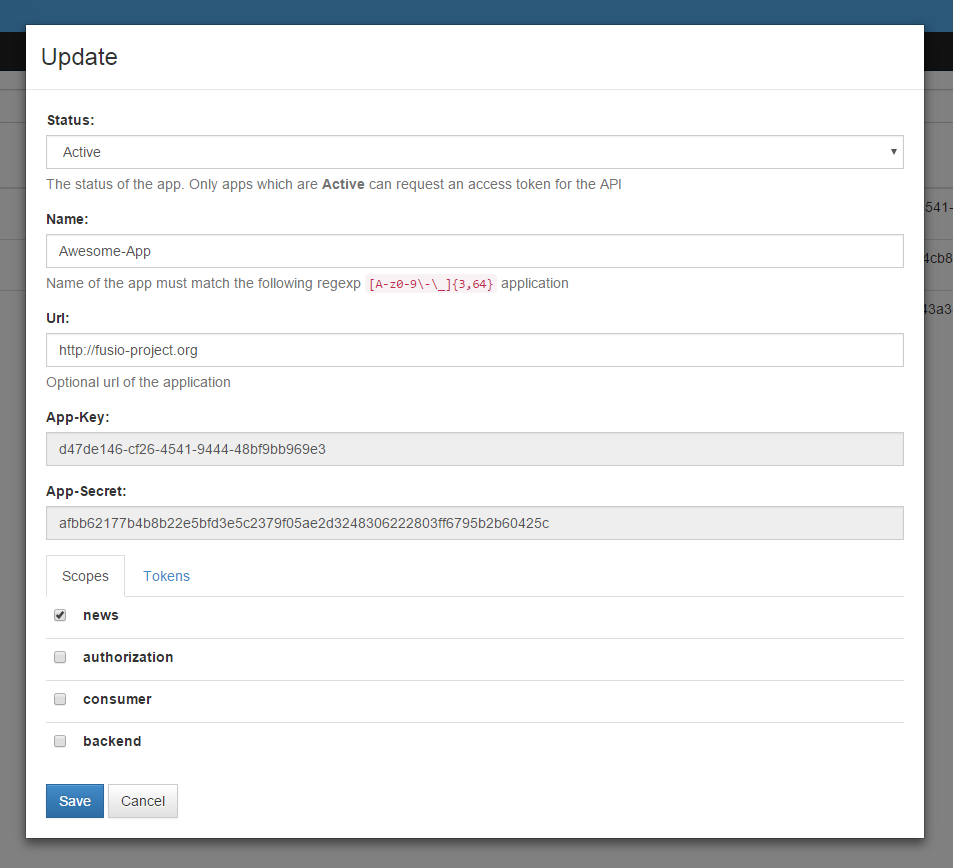 Update
Status:
Active
The status of the app. Only apps which are Active can request an access token for the API
Name:
Awesome-App
Name of the app must match the following regexp [A-z0-9\-\_]{3,64} application
Url:
http://fusio-project.org
Optional url of the application
App-Key:
d47de146-cf26-4541-9444-48bf9bb969e3
App-Secret:
afbb62177b4b8b22e5bfd3e5c2379f05ae2d3248306222803ff6795b2b60425c
Scopes Tokens
news
authorization
consumer
backend
Save Cancel
541-
4cb8
43a3